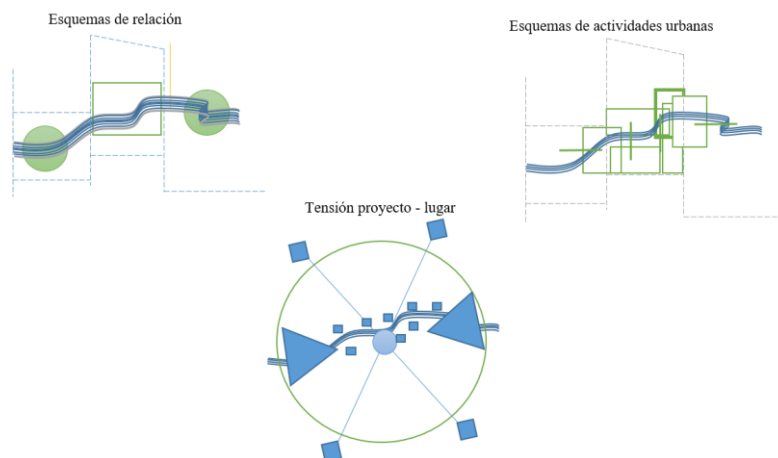 Esquemas de relación
Esquemas de actividades urbanas
Tensión proyecto - lugar